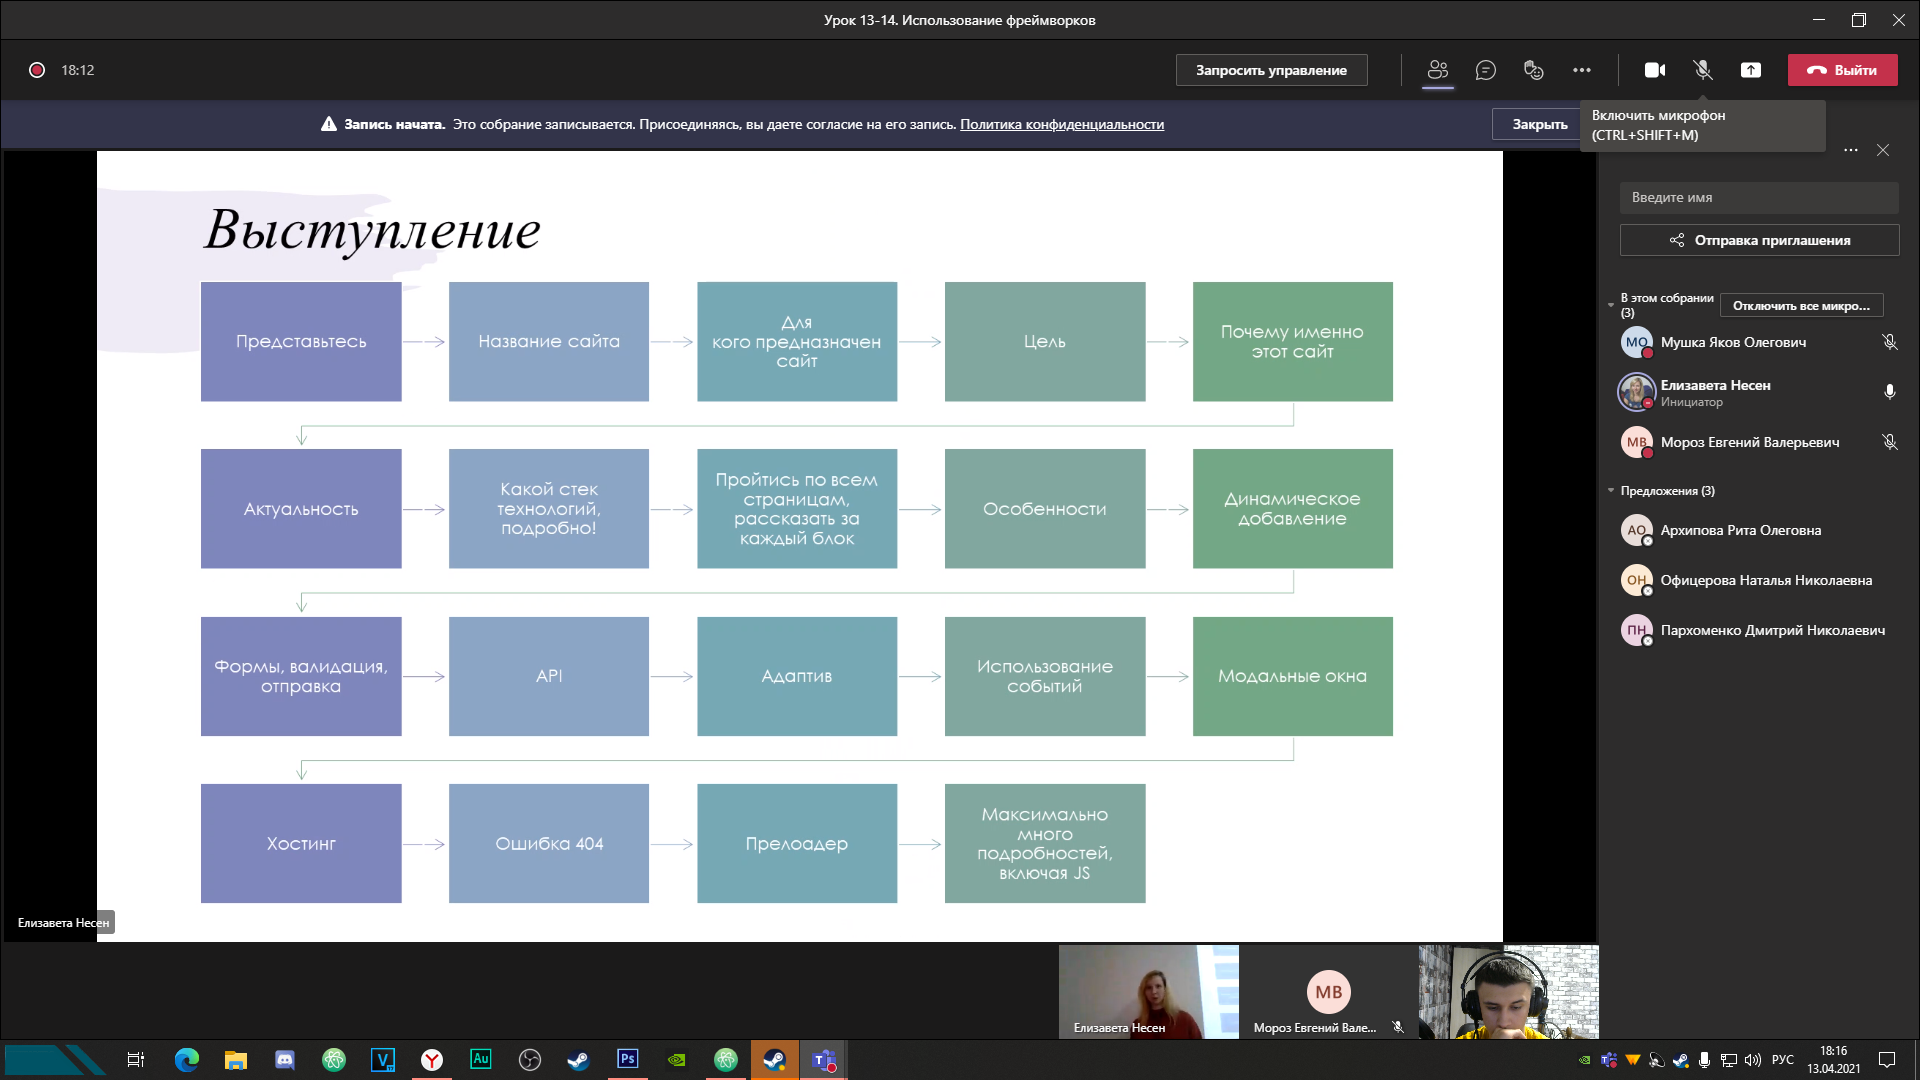 Урок 13-14. Использование фреймворков
18:12
Запросить управление
Выйти
Запись начата. Это собрание записывается. Присоединяясь, вы даете согласие на его запись. Политика конфиденциальности
Закрыть
Включить микрофон
(CTRL+SHIFT+M)
Выступление
Представьтесь
Название сайта
Для
кого предназначен
сайт
Цель
Почему именно
этот сайт
Актуальность
Какой стек
технологий,
подробно!
Пройтись по всем
страницам,
рассказать за
каждый блок
Особенности
Динамическое
добавление
Формы, валидация,
отправка
API
Адаптив
Использование
событий
Модальные окна
Хостинг
Ошибка 404
Прелоадер
Максимально
много
подробностей,
включая JS
Елизавета Несен
Введите имя
Отправка приглашения
В этом собрании
(3)
Отключить все микро...
МО
Мушка Яков Олегович
Елизавета Несен
Инициатор
МВ
Мороз Евгений Валерьевич
Предложения (3)
АО
Архипова Рита Олеговна
ОН
Офицерова Наталья Николаевна
ПН
Пархоменко Дмитрий Николаевич
Елизавета Несен
МВ
Мороз Евгений Вале...
Au
Ps
V
Y
РУС
18:16
13.04.2021